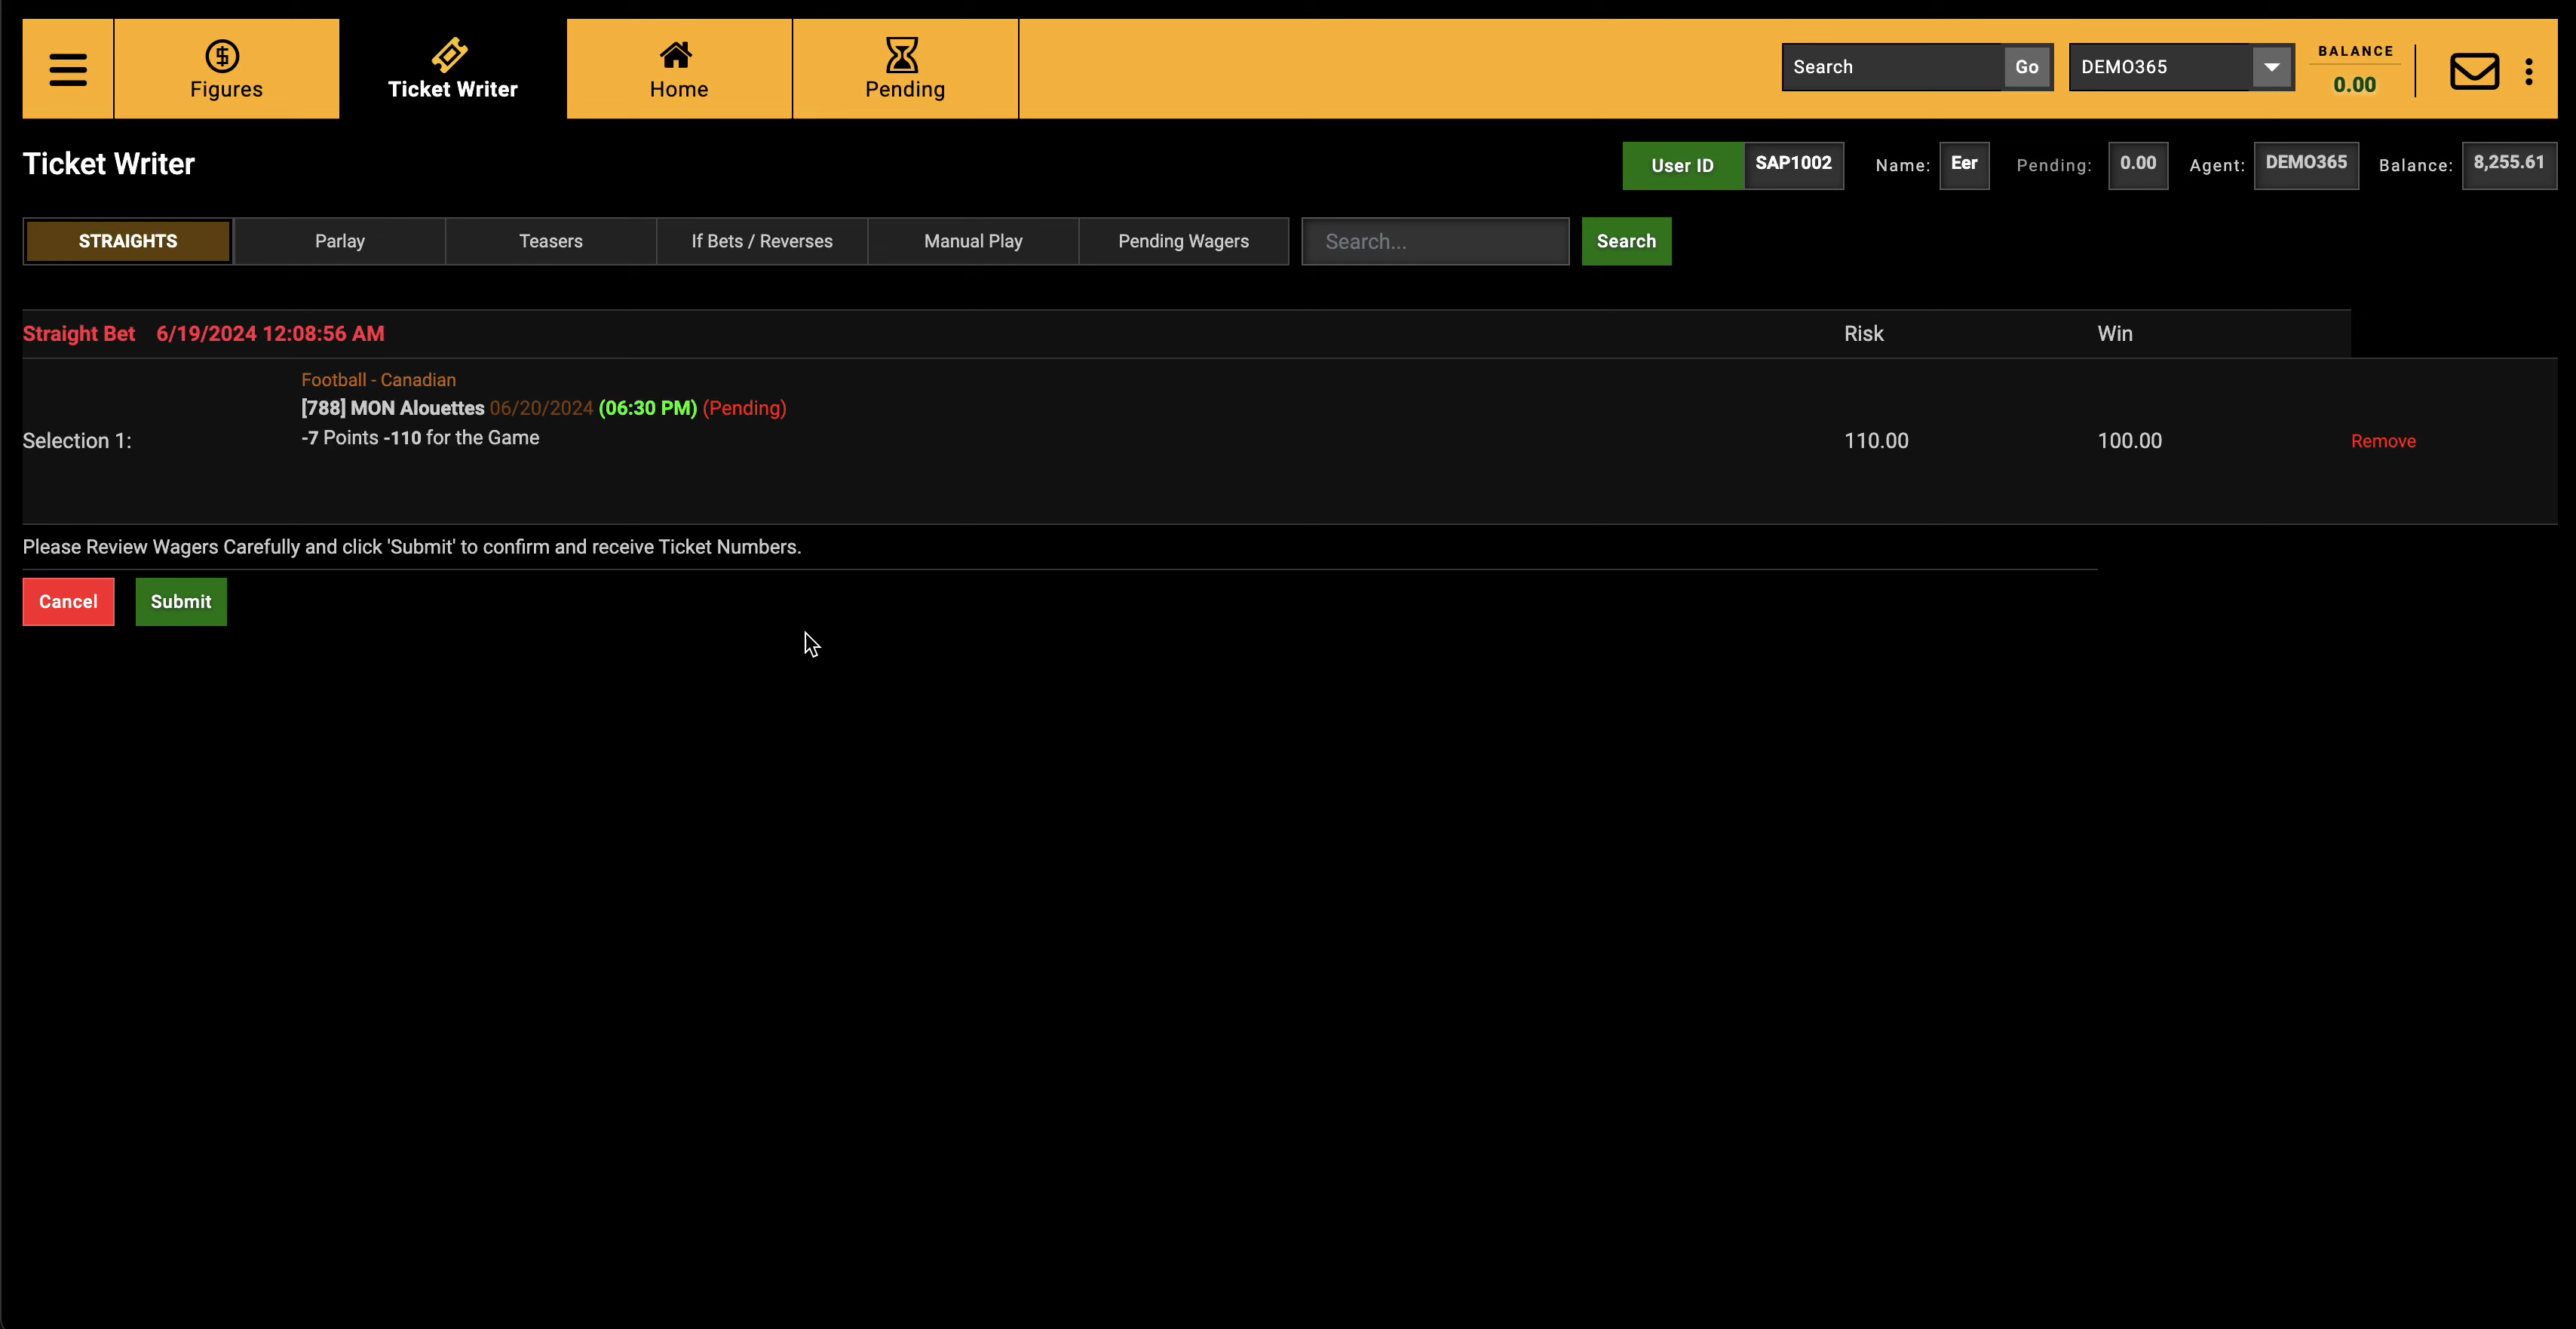 Figures Ticket Writer Home Pending Search Go DEMO365 BALANCE 0.00
Ticket Writer User ID SAP1002 Name: Eer Pending: 0.00 Agent: DEMO365 Balance: 8,255.61
STRAIGHTS Parlay Teasers If Bets / Reverses Manual Play Pending Wagers Search... Search
Straight Bet 6/19/2024 12:08:56 AM Risk Win
Football - Canadian
[788] MON Alouettes 06/20/2024 (06:30 PM) (Pending)
-7 Points -110 for the Game
Selection 1: 110.00 100.00 Remove
Please Review Wagers Carefully and click 'Submit' to confirm and receive Ticket Numbers.
Cancel Submit